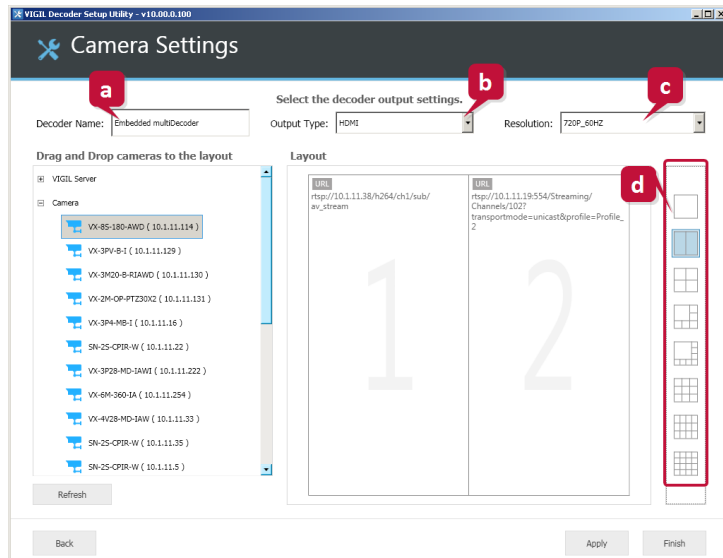 VIGIL Decoder Setup Utility - v10.00.0.100
Camera Settings
a
b
c
Select the decoder output settings.
Decoder Name: Embedded multiDecoder
Output Type: HDMI
Resolution: 720P_60HZ
Drag and Drop cameras to the layout
Layout
d
VIGIL Server
Camera
VX-8S-180-AWD ( 10.1.11.114 )
VX-3PV-B-I ( 10.1.11.129 )
VX-3M20-B-RIAWD ( 10.1.11.130 )
VX-2M-OP-PTZ30X2 ( 10.1.11.131 )
VX-3P4-MB-I ( 10.1.11.16 )
SN-2S-CPIR-W ( 10.1.11.22 )
VX-3P28-MD-IAWI ( 10.1.11.222 )
VX-6M-360-IA ( 10.1.11.254 )
VX-4V28-MD-IAW ( 10.1.11.33 )
SN-2S-CPIR-W ( 10.1.11.35 )
SN-2S-CPIR-W ( 10.1.11.5 )
URL
rtsp://10.1.11.38/h264/ch1/sub/
av_stream
1
URL
rtsp://10.1.11.19:554/Streaming/
Channels/102?
transportmode=unicast&profile=Profile_
2
2
Refresh
Back
Apply
Finish